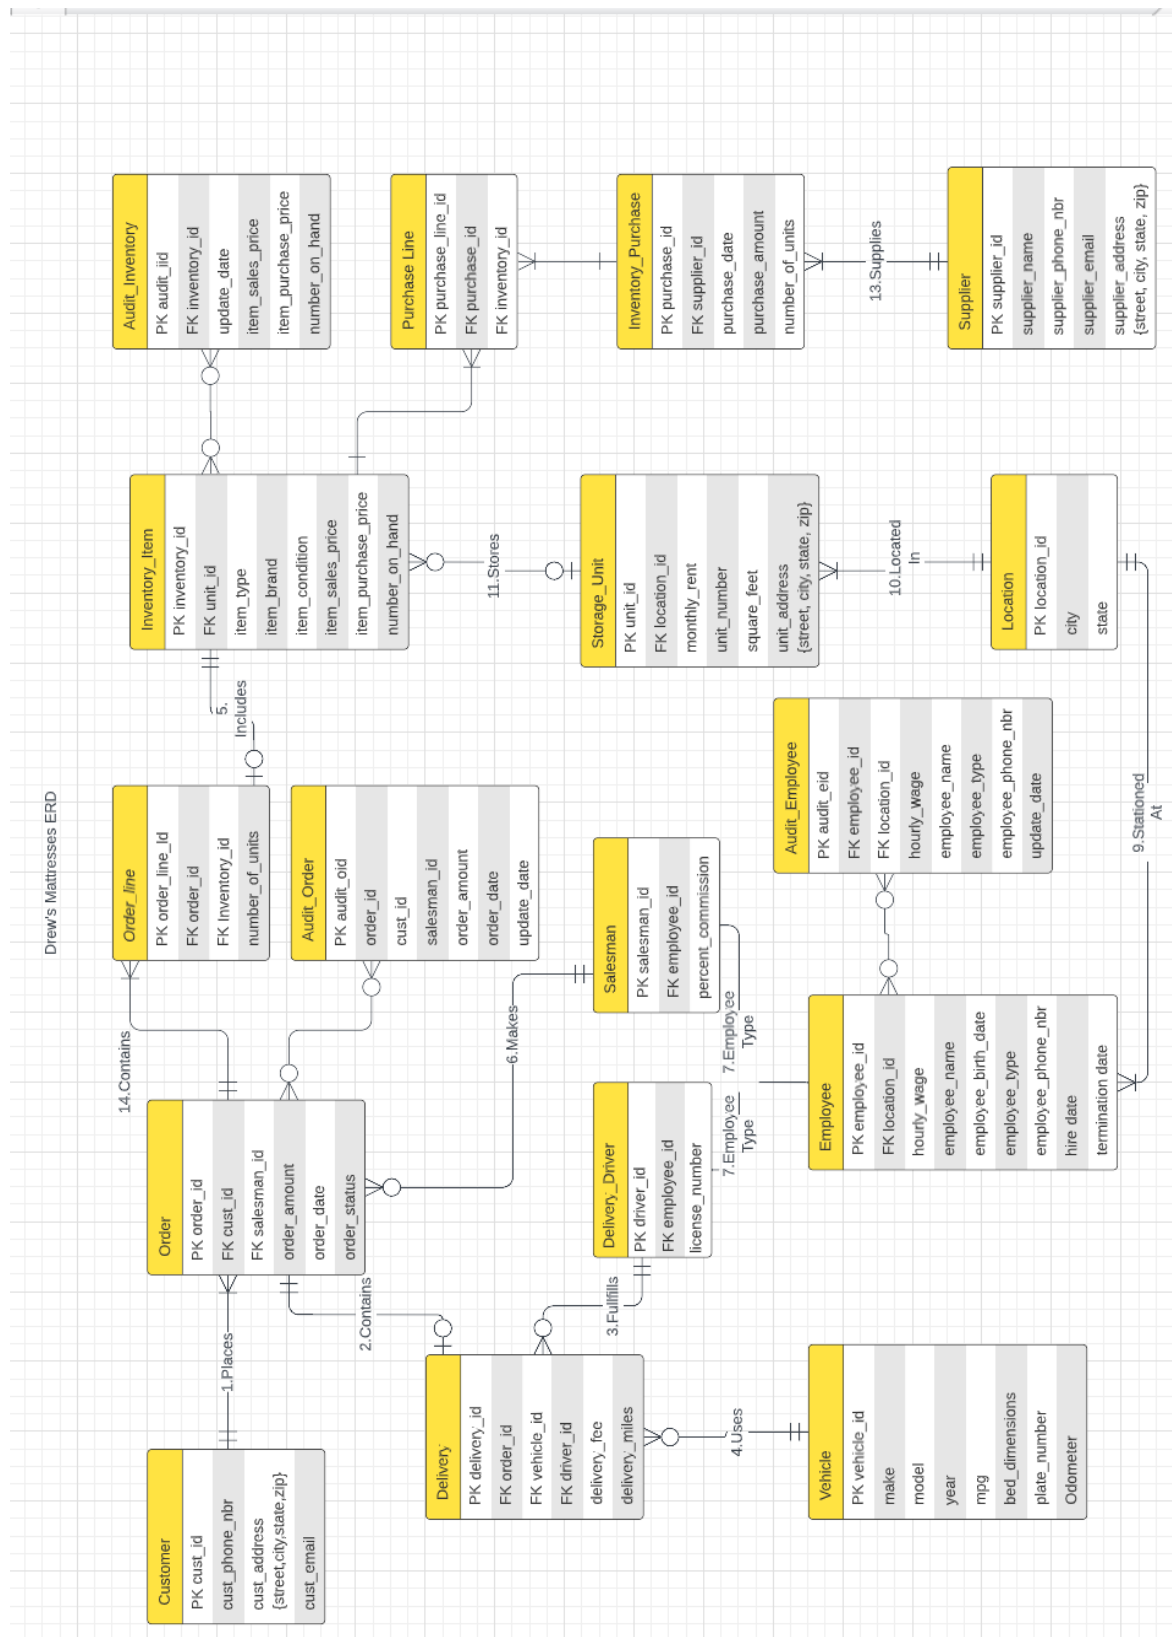 Drew's Mattresses ERD
Customer
PK cust_id
cust_phone_nbr
cust_address
{street,city,state,zip}
cust_email
1.Places
Order
PK order_id
FK cust_id
FK salesman_id
order_amount
order_date
order_status
14.Contains
Order_line
PK order_line_Id
FK order_id
FK Inventory_id
number_of_units
5.
Includes
Inventory_Item
PK inventory_id
FK unit_id
item_type
item_brand
item_condition
item_sales_price
item_purchase_price
number_on_hand
Audit_Inventory
PK audit_iid
FK inventory_id
update_date
item_sales_price
item_purchase_price
number_on_hand
Audit_Order
PK audit_oid
order_id
cust_id
salesman_id
order_amount
order_date
update_date
Purchase Line
PK purchase_line_id
FK purchase_id
FK inventory_id
2.Contains
Delivery
PK delivery_id
FK order_id
FK vehicle_id
FK driver_id
delivery_fee
delivery_miles
3.Fullfills
Delivery_Driver
PK driver_id
FK employee_id
license_number
6.Makes
Salesman
PK salesman_id
FK employee_id
percent_commission
11.Stores
Storage_Unit
PK unit_id
FK location_id
monthly_rent
unit_number
square_feet
unit_address
{street, city, state, zip}
Inventory_Purchase
PK purchase_id
FK supplier_id
purchase_date
purchase_amount
number_of_units
4.Uses
7.Employee
Type
7.Employee
Type
Vehicle
PK vehicle_id
make
model
year
mpg
bed_dimensions
plate_number
Odometer
Employee
PK employee_id
FK location_id
hourly_wage
employee_name
employee_birth_date
employee_type
employee_phone_nbr
hire date
termination date
Audit_Employee
PK audit_eid
FK employee_id
FK location_id
hourly_wage
employee_name
employee_type
employee_phone_nbr
update_date
10.Located
In
13.Supplies
Location
PK location_id
city
state
Supplier
PK supplier_id
supplier_name
supplier_phone_nbr
supplier_email
supplier_address
{street, city, state, zip}
9.Stationed
At